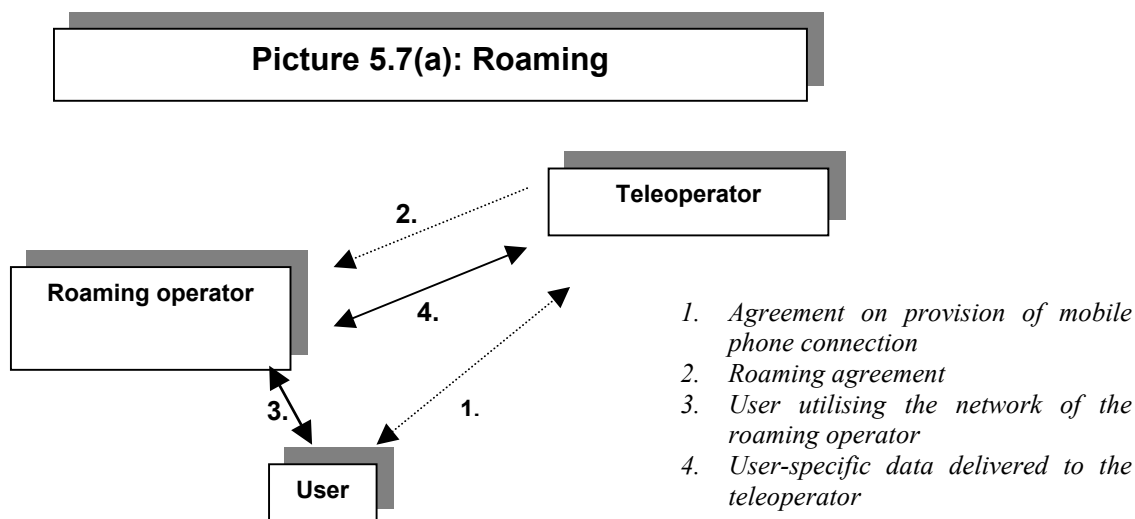 Picture 5.7(a): Roaming
Teleoperator
2.
Roaming operator
4.
3.
1.
User
1. Agreement on provision of mobile
phone connection
2. Roaming agreement
3. User utilising the network of the
roaming operator
4. User-specific data delivered to the
teleoperator